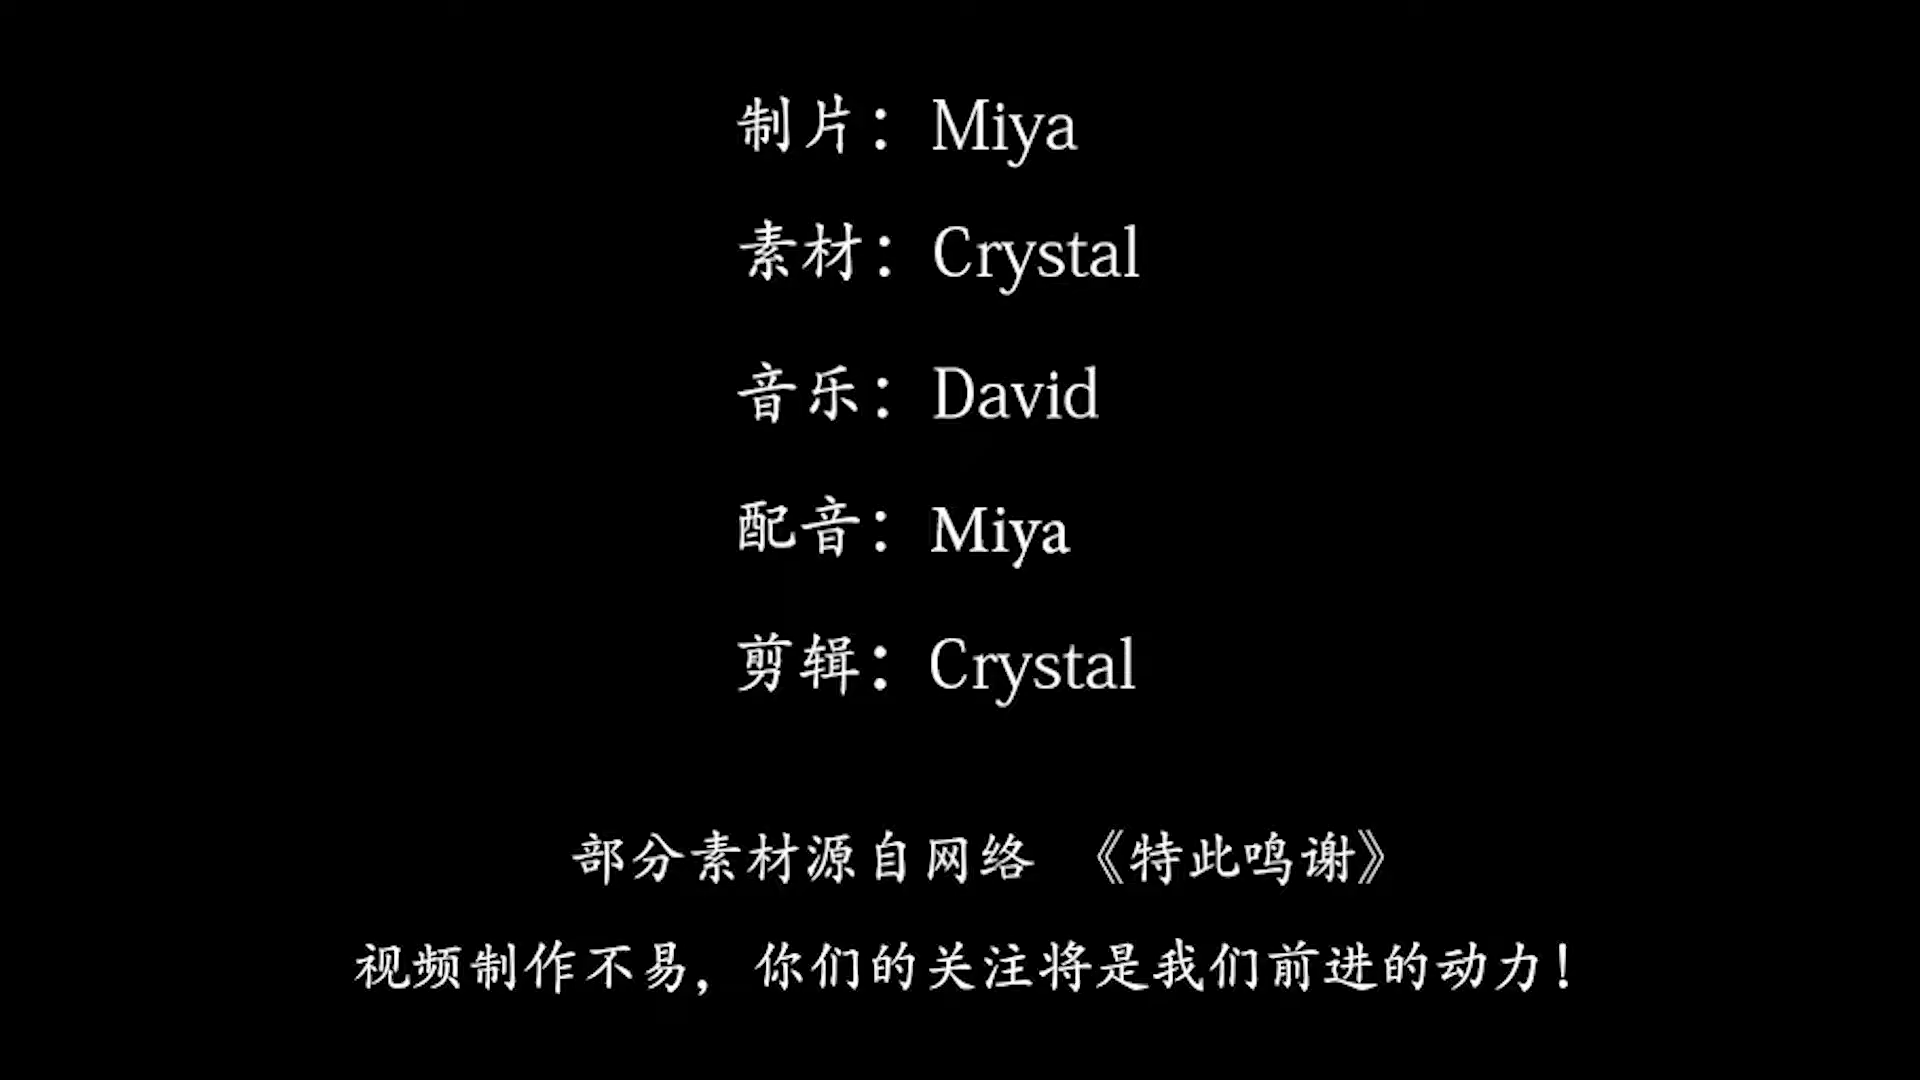 制片：Miya
素材：Crystal
音乐：David
配音：Miya
剪辑：Crystal
部分素材源自网络 《特此鸣谢》
视频制作不易，你们的关注将是我们前进的动力！